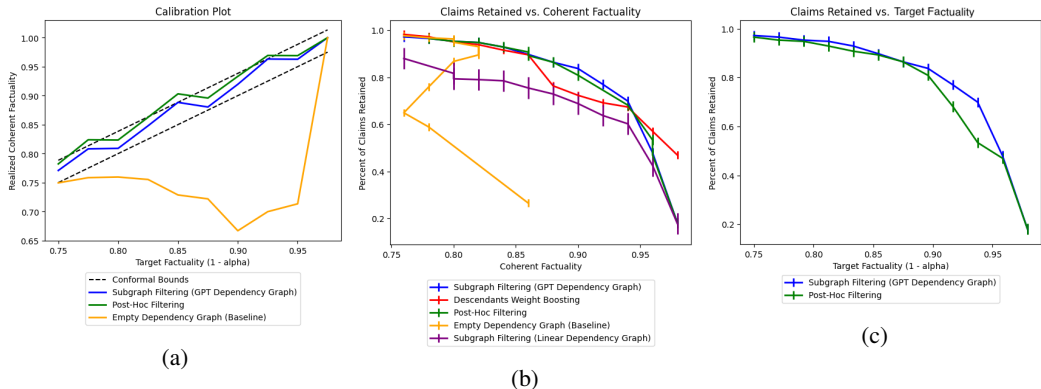 Calibration Plot
Realized Coherent Factuality
1.00
0.95
0.90
0.85
0.80
0.75
0.70
0.65
0.75
0.80
0.85
0.90
0.95
Target Factuality (1 - alpha)
Conformal Bounds
Subgraph Filtering (GPT Dependency Graph)
Post-Hoc Filtering
Empty Dependency Graph (Baseline)
(a)
Claims Retained vs. Coherent Factuality
Percent of Claims Retained
1.0
0.8
0.6
0.4
0.2
0.75
0.80
0.85
0.90
0.95
Coherent Factuality
Subgraph Filtering (GPT Dependency Graph)
Descendants Weight Boosting
Post-Hoc Filtering
Empty Dependency Graph (Baseline)
Subgraph Filtering (Linear Dependency Graph)
(b)
Claims Retained vs. Target Factuality
Percent of Claims Retained
1.0
0.8
0.6
0.4
0.2
0.75
0.80
0.85
0.90
0.95
Target Factuality (1 - alpha)
Subgraph Filtering (GPT Dependency Graph)
Post-Hoc Filtering
(c)